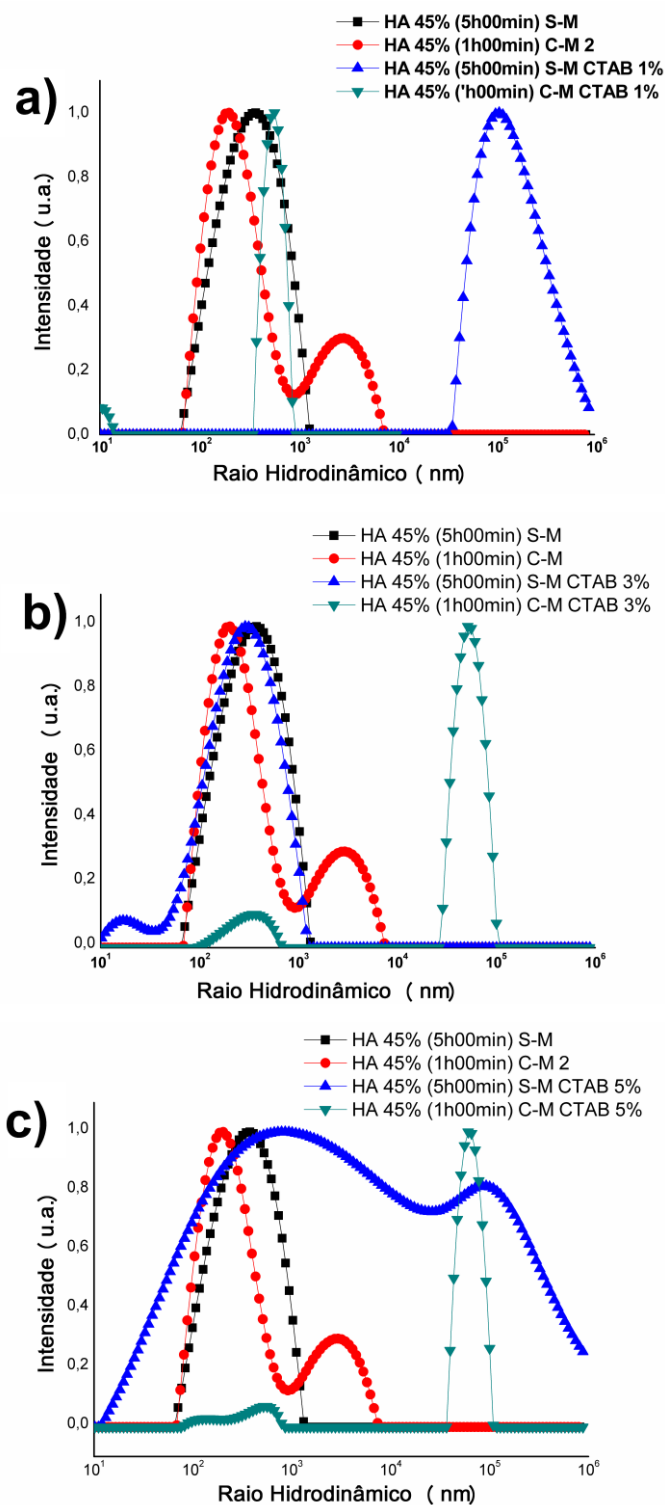 HA 45% (5h00min) S-M
HA 45% (1h00min) C-M 2
HA 45% (5h00min) S-M CTAB 1%
HA 45% ('h00min) C-M CTAB 1%
a)
1,0
0,8
0,6
0,4
0,2
0,0
Intensidade ( u.a.)
10¹ 10² 10³ 10⁴ 10⁵ 10⁶
Raio Hidrodinâmico ( nm)
HA 45% (5h00min) S-M
HA 45% (1h00min) C-M
HA 45% (5h00min) S-M CTAB 3%
HA 45% (1h00min) C-M CTAB 3%
b)
1,0
0,8
0,6
0,4
0,2
0,0
Intensidade ( u.a.)
10¹ 10² 10³ 10⁴ 10⁵ 10⁶
Raio Hidrodinâmico ( nm)
HA 45% (5h00min) S-M
HA 45% (1h00min) C-M 2
HA 45% (5h00min) S-M CTAB 5%
HA 45% (1h00min) C-M CTAB 5%
c)
1,0
0,8
0,6
0,4
0,2
0,0
Intensidade ( u.a.)
10¹ 10² 10³ 10⁴ 10⁵ 10⁶
Raio Hidrodinâmico ( nm)